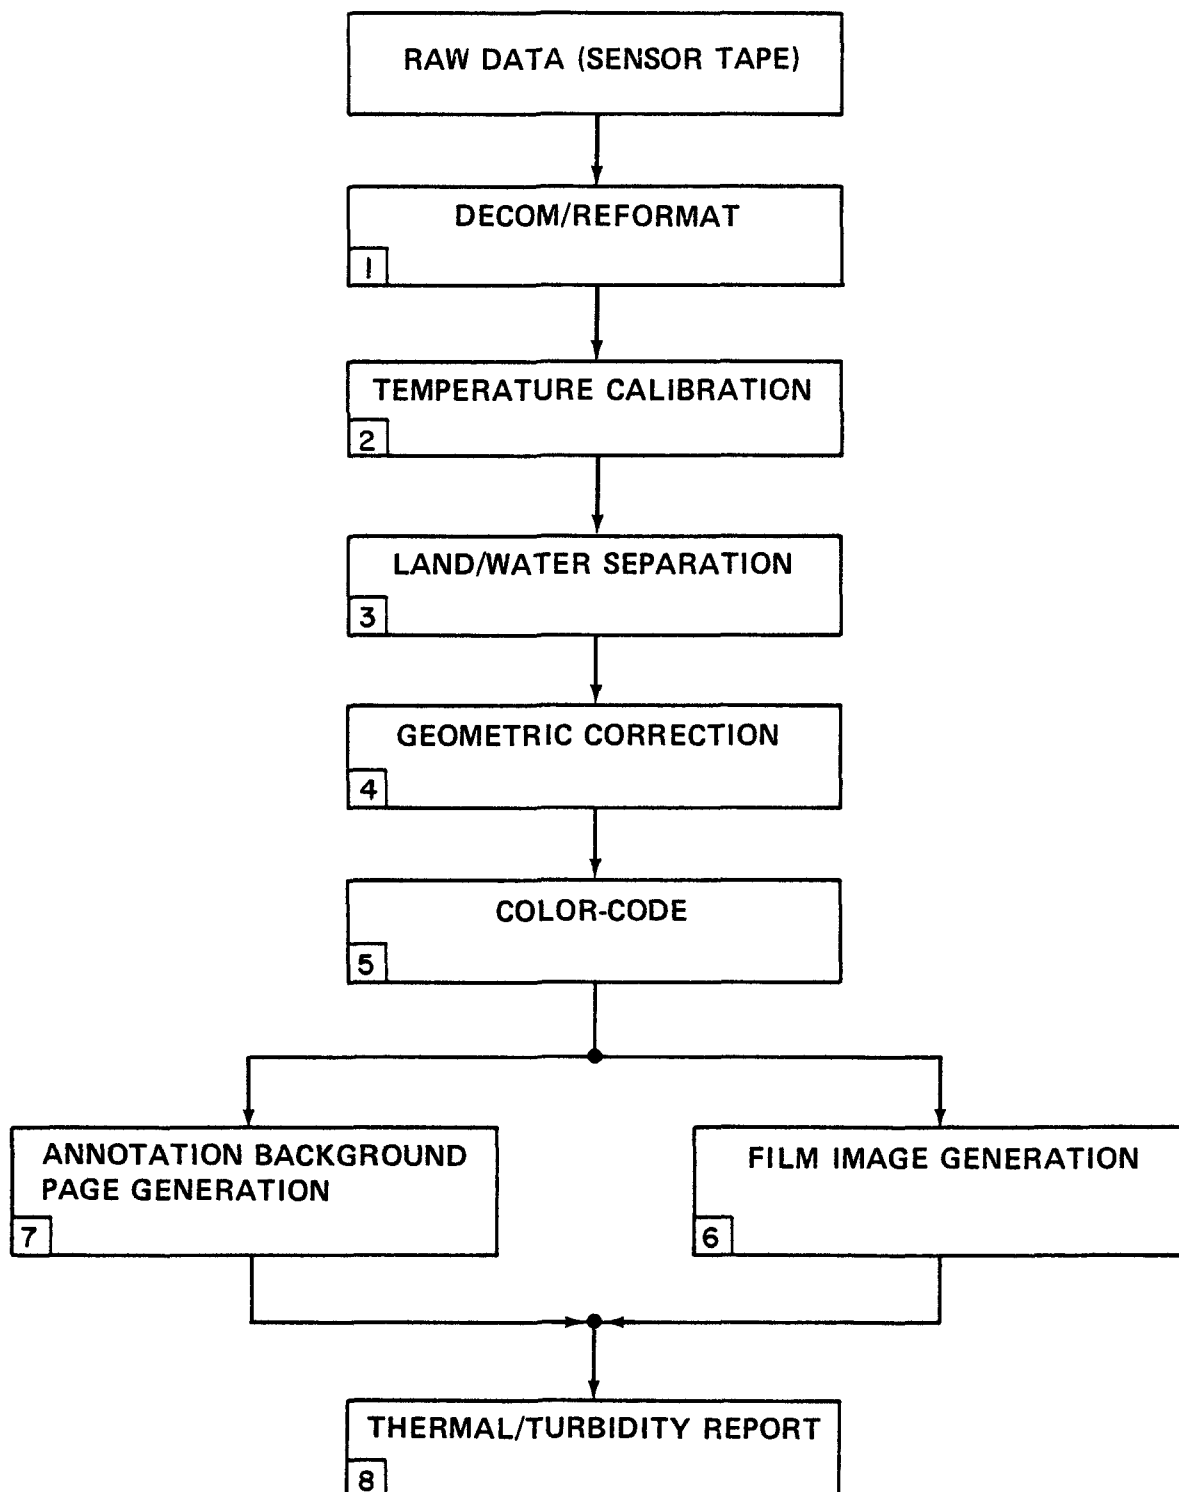 RAW DATA (SENSOR TAPE)
DECOM/REFORMAT
1
TEMPERATURE CALIBRATION
2
LAND/WATER SEPARATION
3
GEOMETRIC CORRECTION
4
COLOR-CODE
5
ANNOTATION BACKGROUND
PAGE GENERATION
7
FILM IMAGE GENERATION
6
THERMAL/TURBIDITY REPORT
8